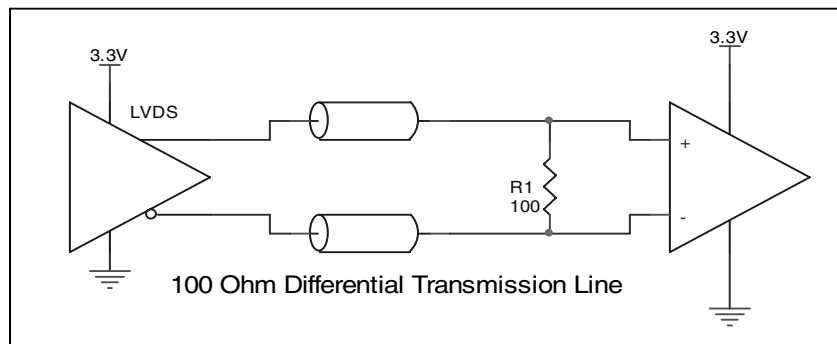 3.3V
3.3V
LVDS
+
R1
100
-
100 Ohm Differential Transmission Line